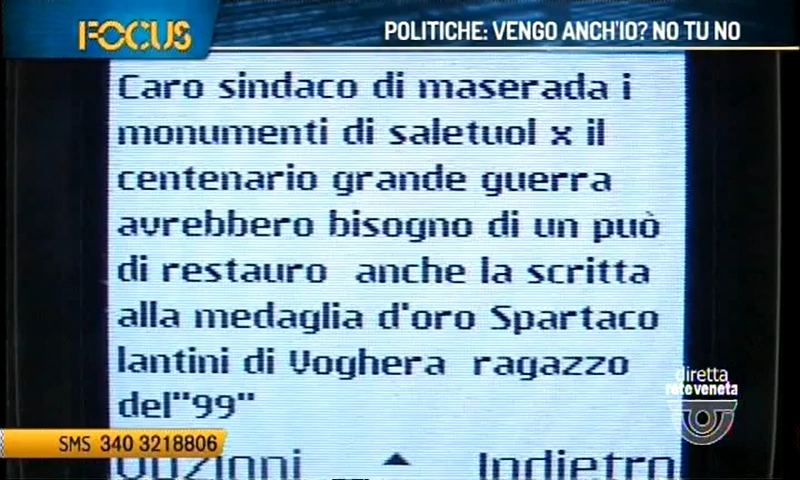 FOCUS
POLITICHE: VENGO ANCH'IO? NO TU NO
Caro sindaco di maserada i
monumenti di saletuol x il
centenario grande guerra
avrebbero bisogno di un può
di restauro anche la scritta
alla medaglia d'oro Spartaco
lantini di Voghera ragazzo
del"99"
diretta
reteveneta
SMS 340 3218806
Opzioni Indietro